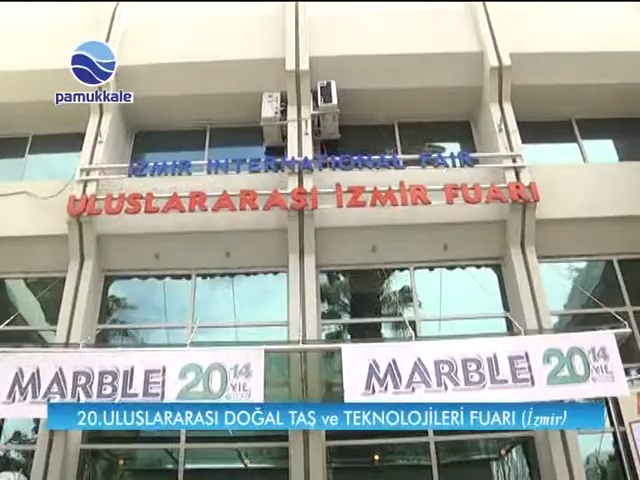 pamukkale
IZMIR INTERNATIONAL FAIR
ULUSLARARASI İZMİR FUARI
MARBLE 20 14 YIL
MARBLE 20 14 YIL
20.ULUSLARARASI DOĞAL TAŞ ve TEKNOLOJİLERİ FUARI (İzmir)